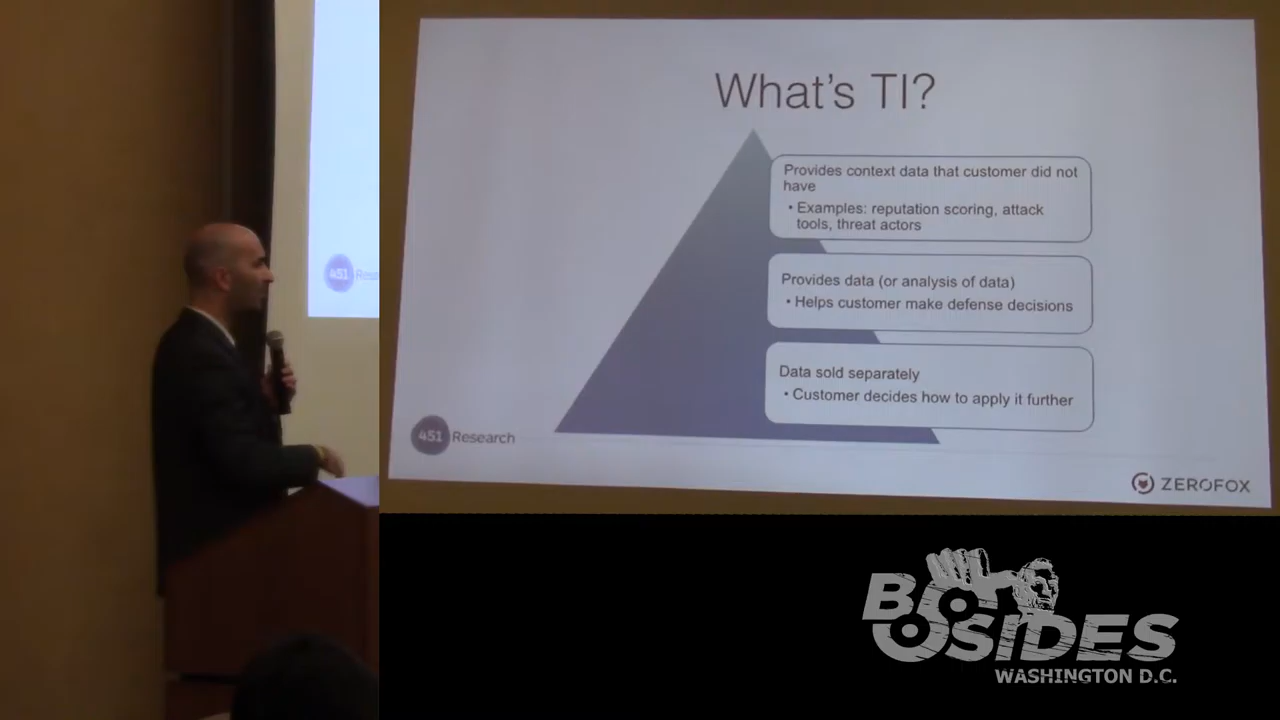 What's TI?
Provides context data that customer did not
have
• Examples: reputation scoring, attack
tools, threat actors
Provides data (or analysis of data)
• Helps customer make defense decisions
Data sold separately
• Customer decides how to apply it further
451 Research
ZEROFOX
451 Rese
BSIDES
WASHINGTON D.C.